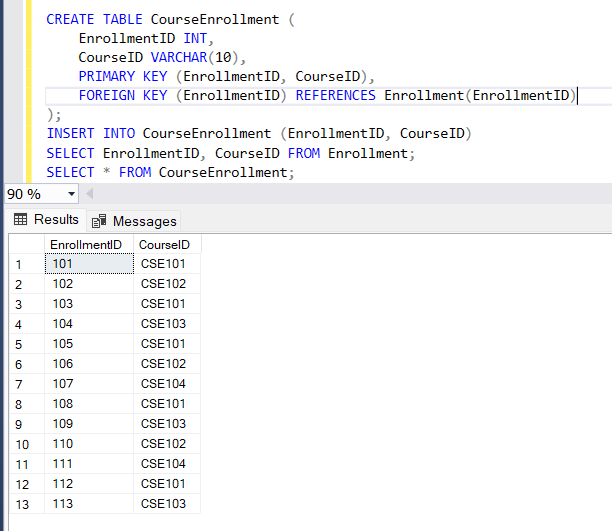 CREATE TABLE CourseEnrollment (
EnrollmentID INT,
CourseID VARCHAR(10),
PRIMARY KEY (EnrollmentID, CourseID),
FOREIGN KEY (EnrollmentID) REFERENCES Enrollment(EnrollmentID)
);
INSERT INTO CourseEnrollment (EnrollmentID, CourseID)
SELECT EnrollmentID, CourseID FROM Enrollment;
SELECT * FROM CourseEnrollment;
90 %
Results Messages
EnrollmentID CourseID
1 101 CSE101
2 102 CSE102
3 103 CSE101
4 104 CSE103
5 105 CSE101
6 106 CSE102
7 107 CSE104
8 108 CSE101
9 109 CSE103
10 110 CSE102
11 111 CSE104
12 112 CSE101
13 113 CSE103